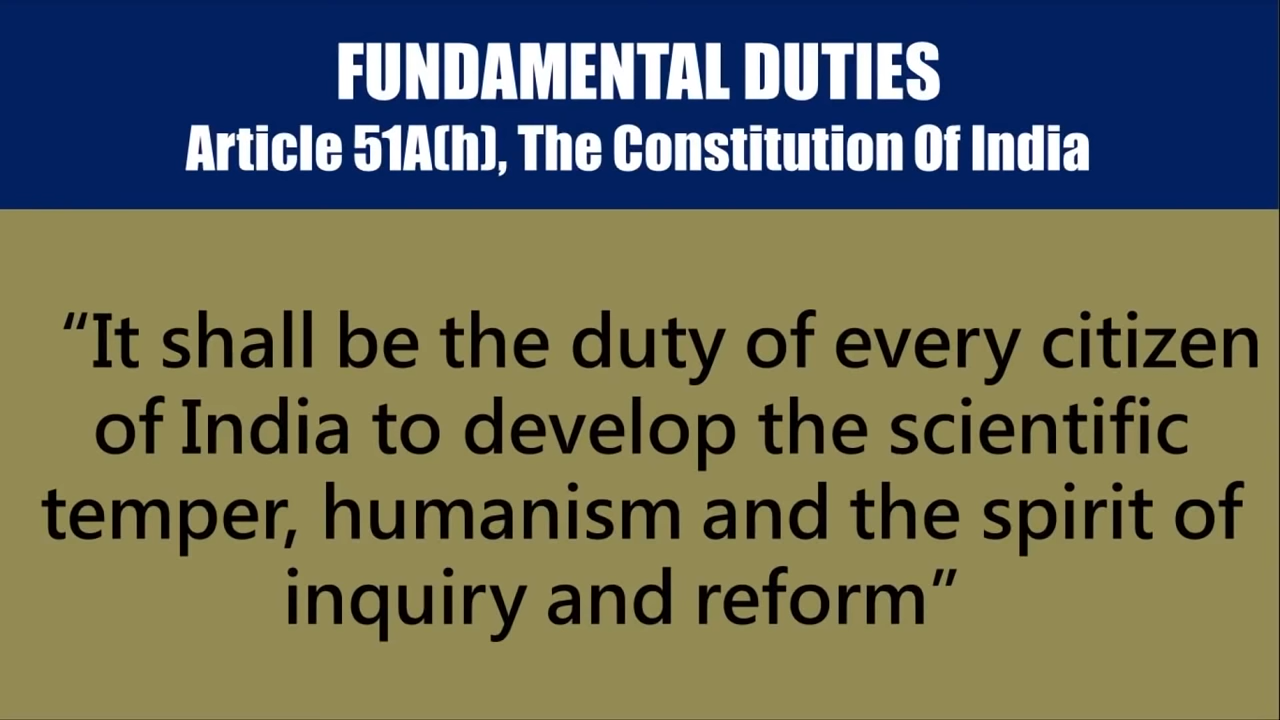 FUNDAMENTAL DUTIES
Article 51A(h), The Constitution Of India
“It shall be the duty of every citizen
of India to develop the scientific
temper, humanism and the spirit of
inquiry and reform”